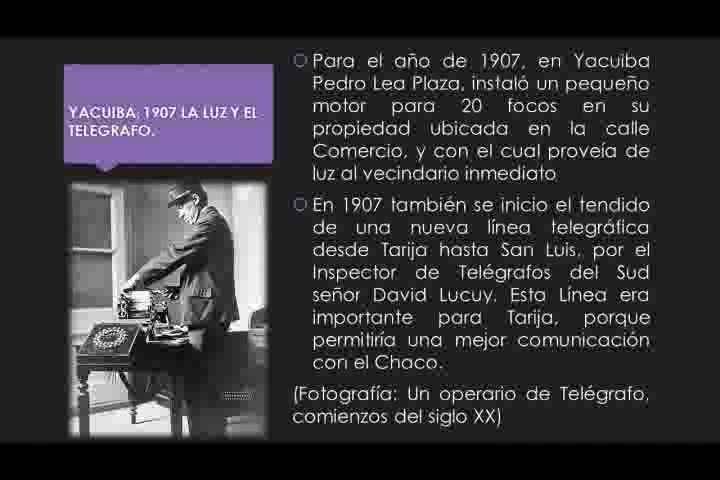 YACUIBA: 1907 LA LUZ Y EL
TELEGRAFO.
Para el año de 1907, en Yacuiba
Pedro Lea Plaza, instaló un pequeño
motor para 20 focos en su
propiedad ubicada en la calle
Comercio, y con el cual proveía de
luz al vecindario inmediato
En 1907 también se inicio el tendido
de una nueva línea telegráfica
desde Tarija hasta San Luis, por el
Inspector de Telégrafos del Sud
señor David Lucuy. Esta Línea era
importante para Tarija, porque
permitiría una mejor comunicación
con el Chaco.
(Fotografía: Un operario de Telégrafo,
comienzos del siglo XX)